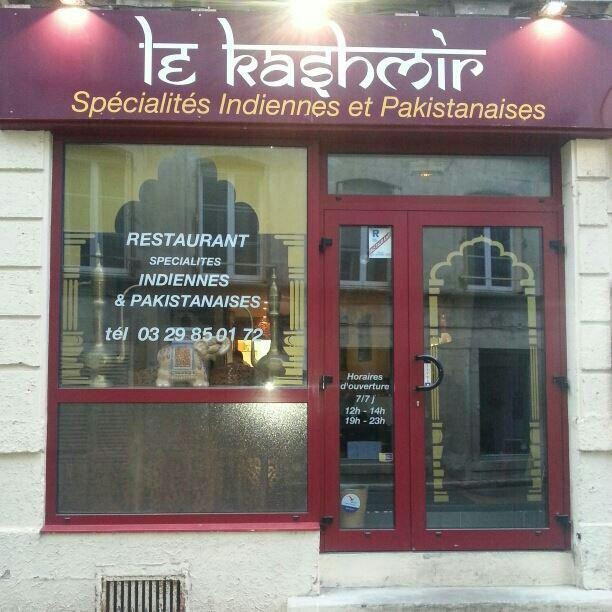 le kashmir
Spécialités Indiennes et Pakistanaises
RESTAURANT
SPECIALITES
INDIENNES
& PAKISTANAISES
tél 03 29 85 01 72
R
Horaires
d'ouverture
7/7 j
12h - 14h
19h - 23h